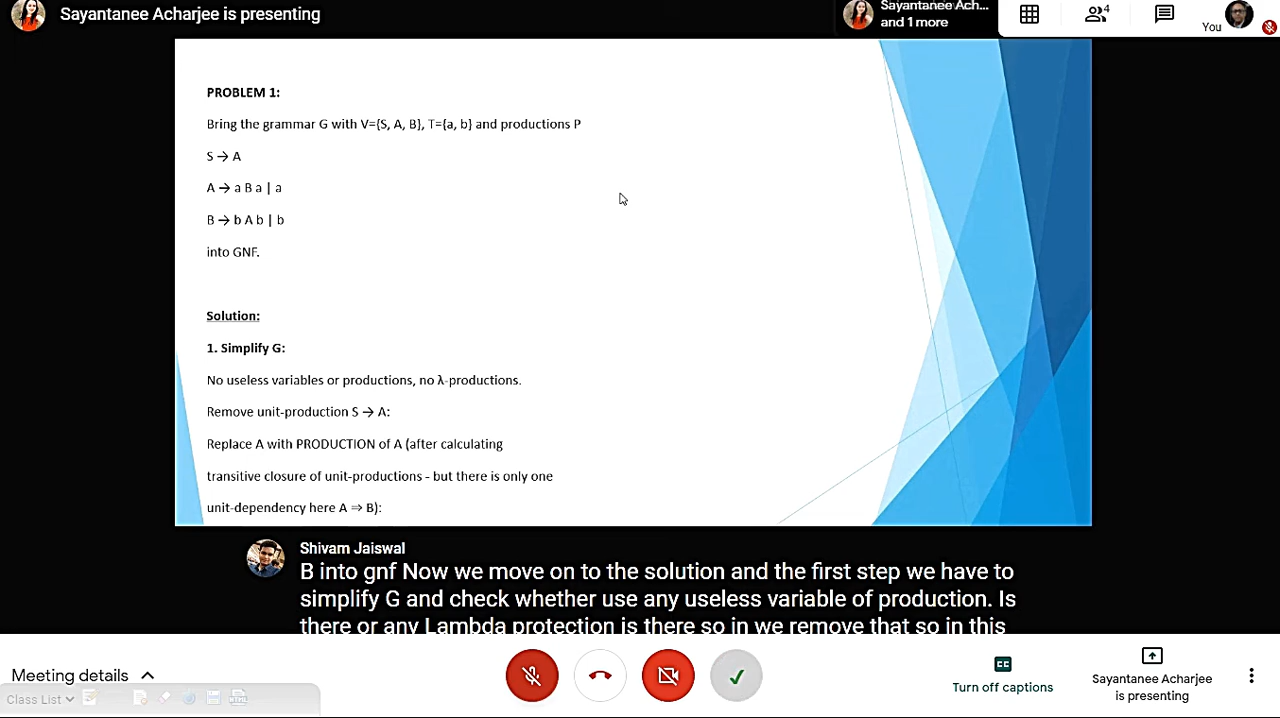 Sayantanee Acharjee is presenting
Sayantanee Ach...
and 1 more
4
You
PROBLEM 1:
Bring the grammar G with V={S, A, B}, T={a, b} and productions P
S → A
A → a B a | a
B → b A b | b
into GNF.
Solution:
1. Simplify G:
No useless variables or productions, no λ-productions.
Remove unit-production S → A:
Replace A with PRODUCTION of A (after calculating
transitive closure of unit-productions - but there is only one
unit-dependency here A ⇒ B):
Shivam Jaiswal
B into gnf Now we move on to the solution and the first step we have to
simplify G and check whether use any useless variable of production. Is
there or any Lambda protection is there so in we remove that so in this
Meeting details
Class List
Turn off captions
Sayantanee Acharjee
is presenting